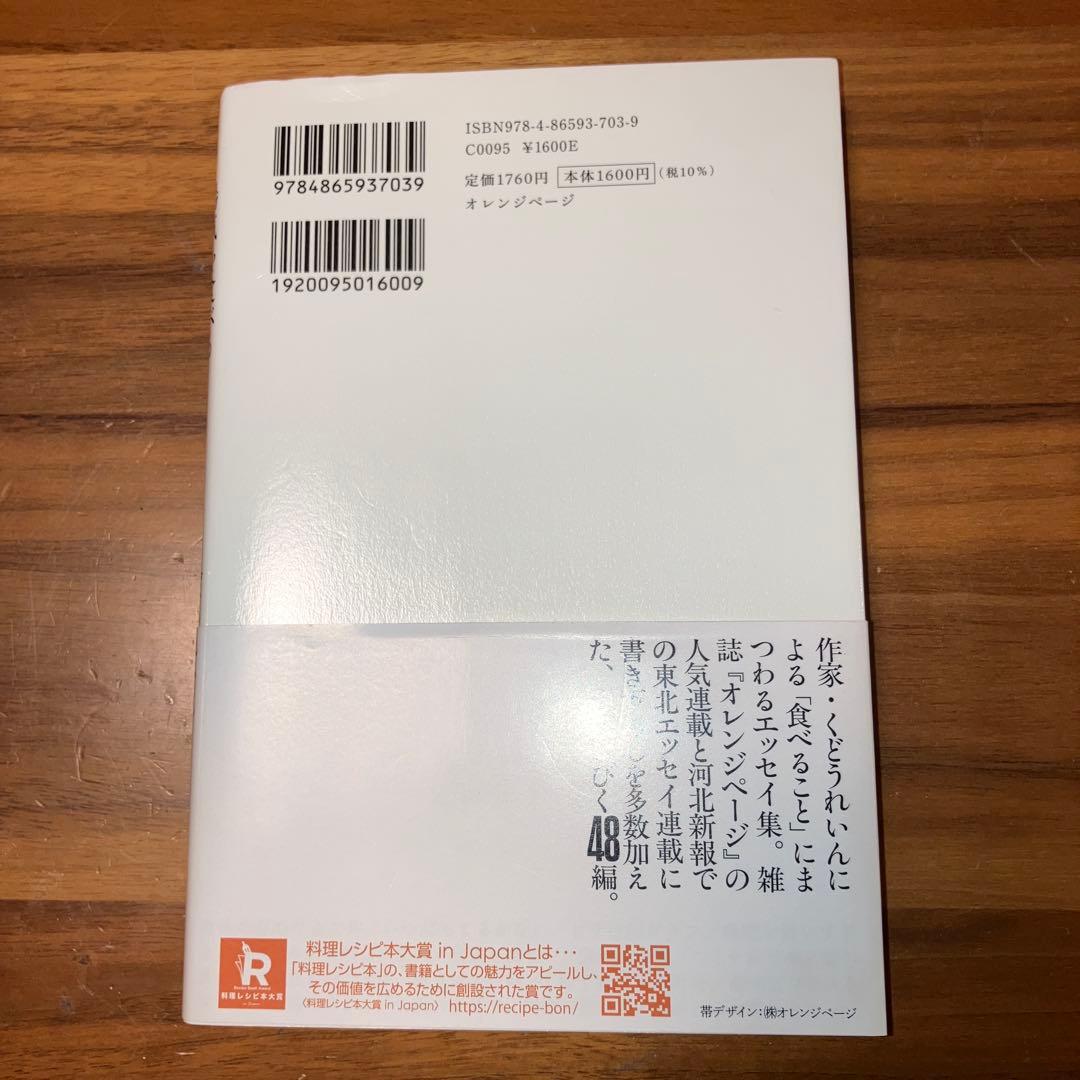 9784865937039
1920095016009
ISBN978-4-86593-703-9
C0095 ¥1600E
定価1760円 本体1600円 (税10%)
オレンジページ
作家・くどうれいんに
よる「食べること」にま
つわるエッセイ集。雑
誌『オレンジページ』の
人気連載と河北新報で
の東北エッセイ連載に
書き を多数加え
た、 く48編。
R
料理レシピ本大賞
料理レシピ本大賞 in Japanとは・・・
「料理レシピ本」の、書籍としての魅力をアピールし、
その価値を広めるために創設された賞です。
〈料理レシピ本大賞 in Japan〉 https://recipe-bon/
帯デザイン:㈱オレンジページ